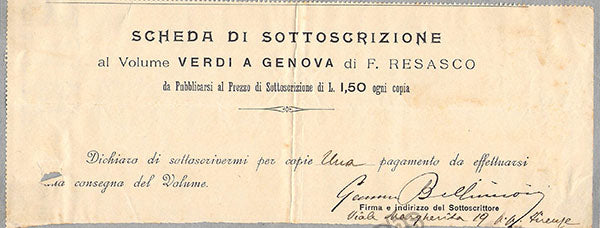 SCHEDA DI SOTTOSCRIZIONE
al Volume VERDI A GENOVA di F. RESASCO
da Pubblicarsi al Prezzo di Sottoscrizione di L. 1,50 ogni copia
Dichiaro di sottoscrivermi per copie Una pagamento da effettuarsi
consegna del Volume.
Firma e indirizzo del Sottoscrittore
Viale Margherita 19 Firenze